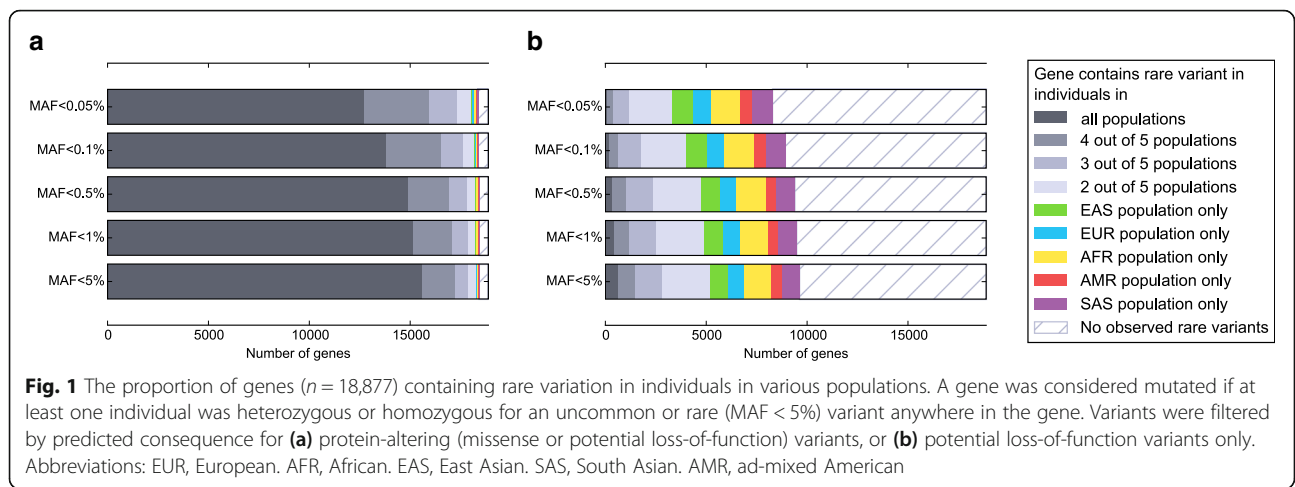 a
MAF<0.05%
MAF<0.1%
MAF<0.5%
MAF<1%
MAF<5%
0 5000 10000 15000
Number of genes
b
MAF<0.05%
MAF<0.1%
MAF<0.5%
MAF<1%
MAF<5%
0 5000 10000 15000
Number of genes
Gene contains rare variant in
individuals in
all populations
4 out of 5 populations
3 out of 5 populations
2 out of 5 populations
EAS population only
EUR population only
AFR population only
AMR population only
SAS population only
No observed rare variants
Fig. 1 The proportion of genes (n = 18,877) containing rare variation in individuals in various populations. A gene was considered mutated if at
least one individual was heterozygous or homozygous for an uncommon or rare (MAF < 5%) variant anywhere in the gene. Variants were filtered
by predicted consequence for (a) protein-altering (missense or potential loss-of-function) variants, or (b) potential loss-of-function variants only.
Abbreviations: EUR, European. AFR, African. EAS, East Asian. SAS, South Asian. AMR, ad-mixed American